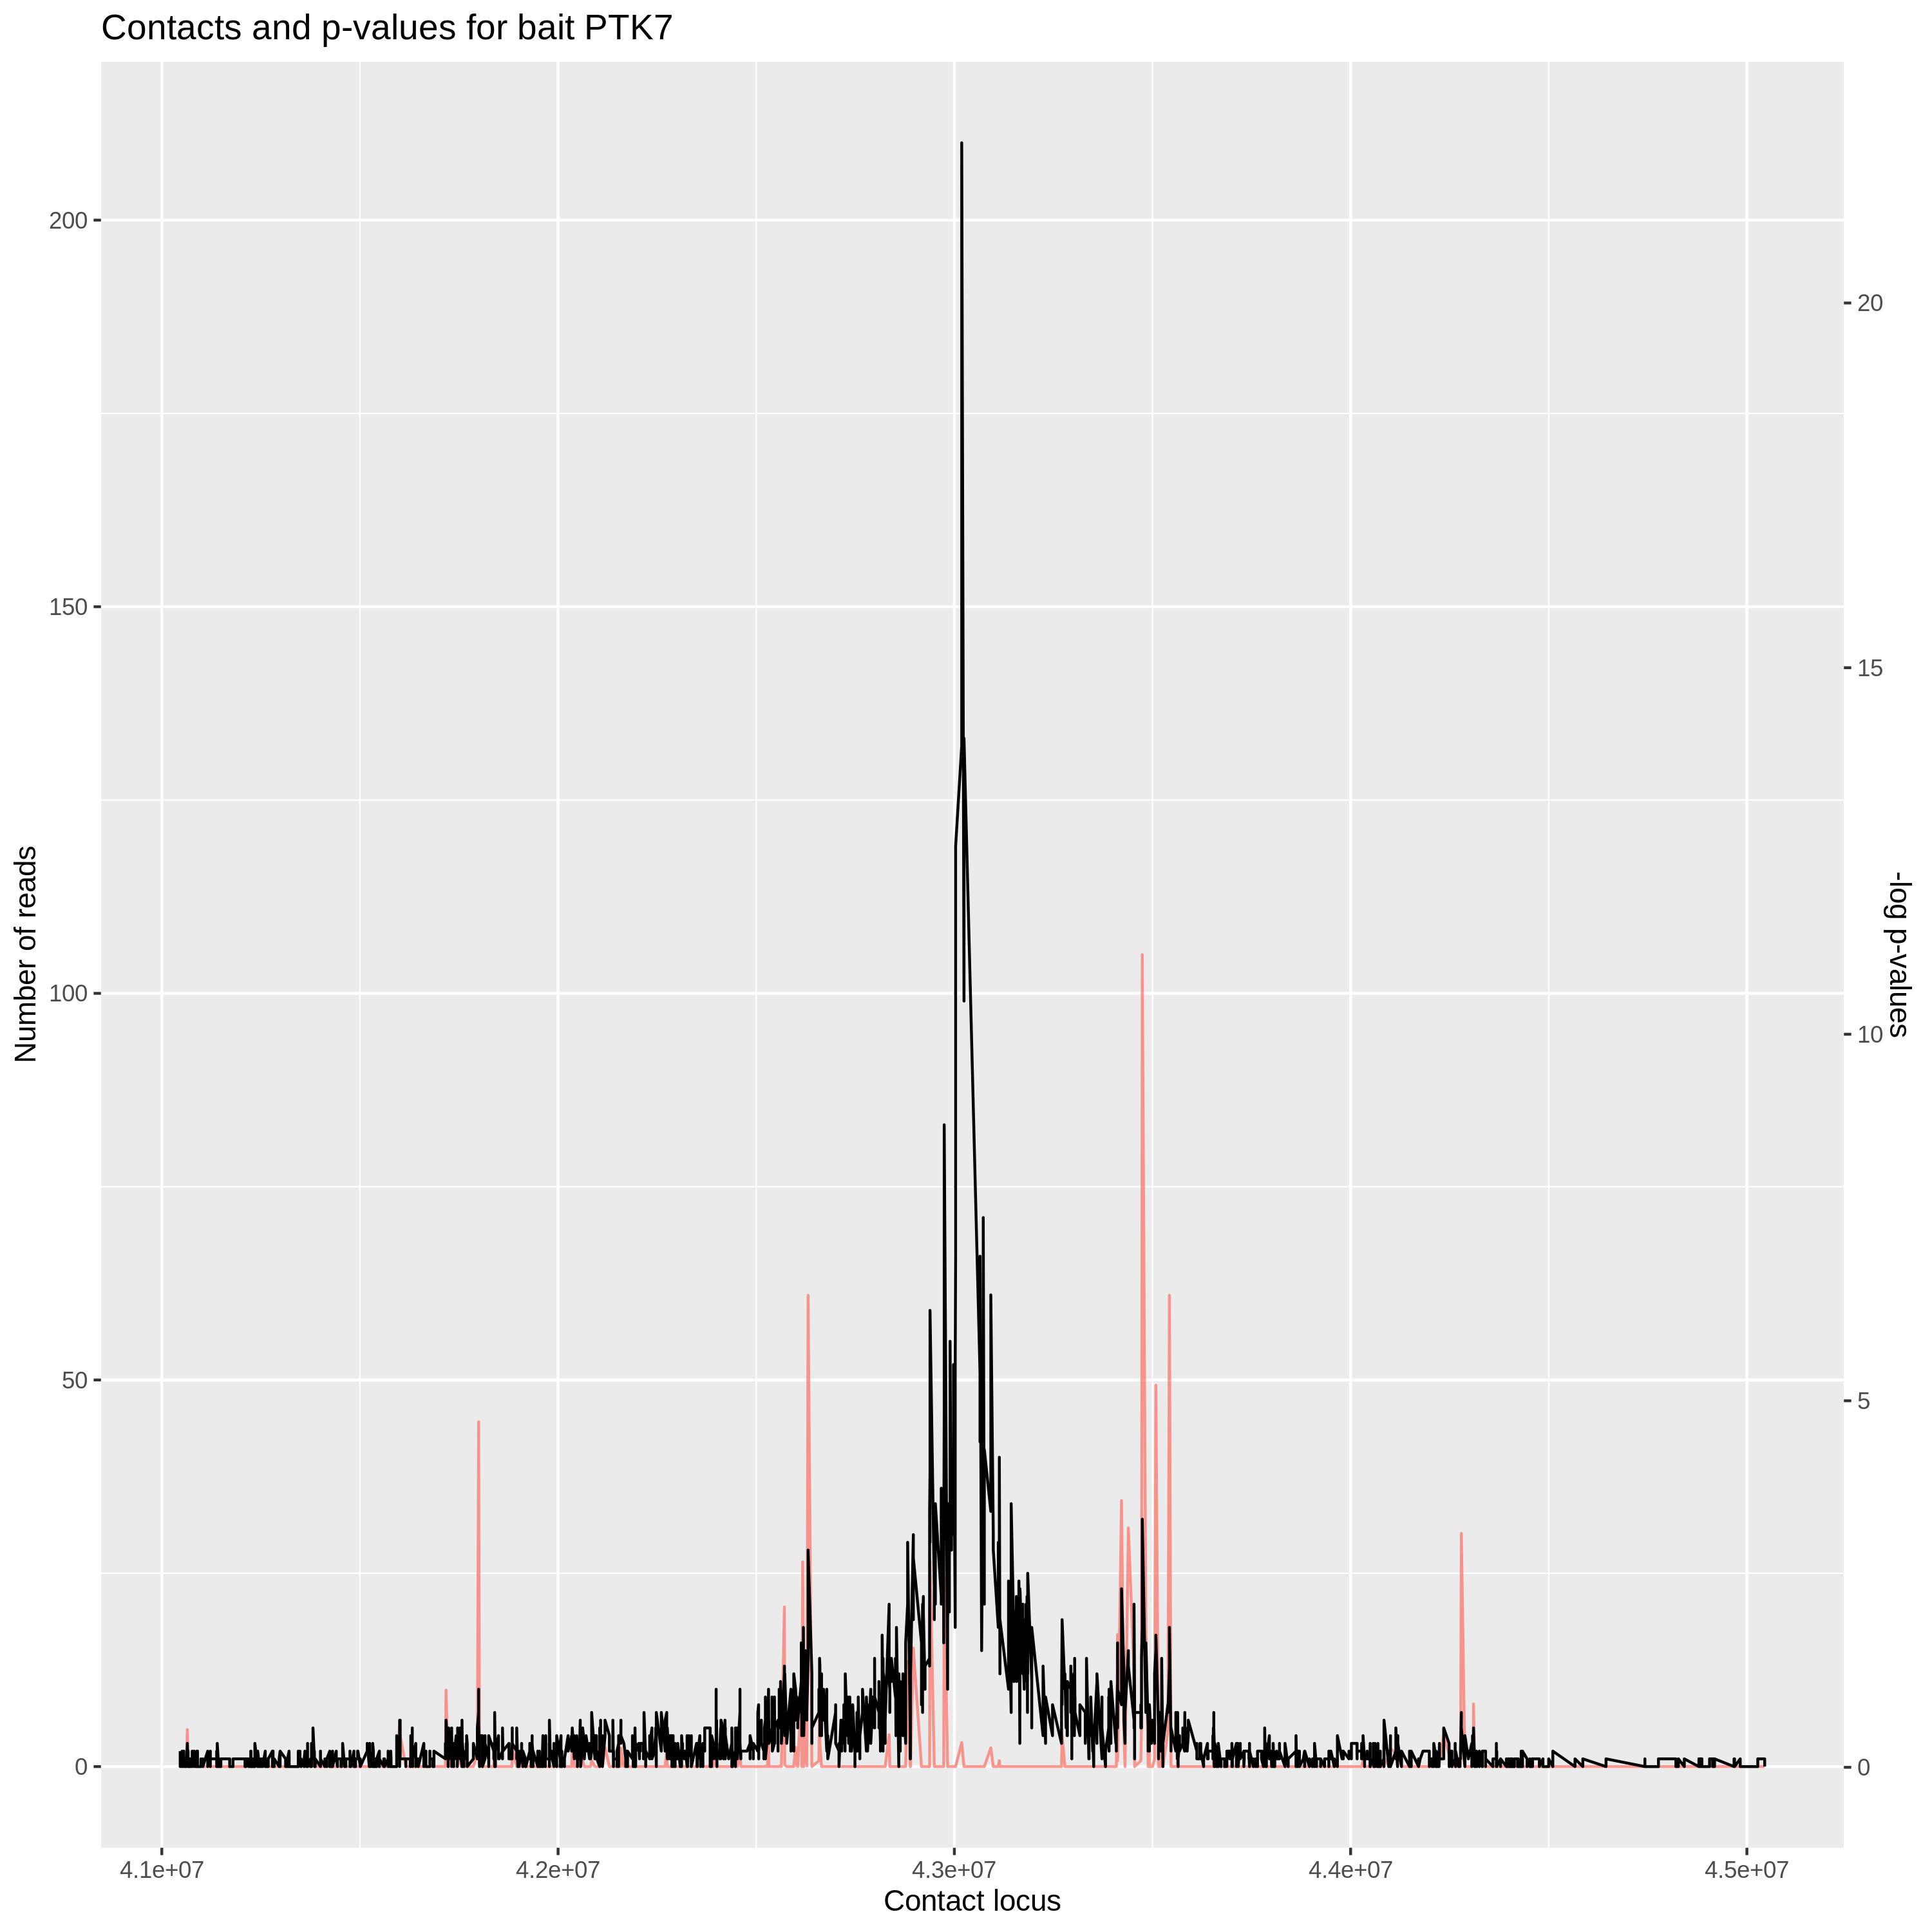 Contacts and p-values for bait PTK7
200
150
100
50
0
Number of reads
20
15
10
5
0
-log p-values
4.1e+07
4.2e+07
4.3e+07
4.4e+07
4.5e+07
Contact locus